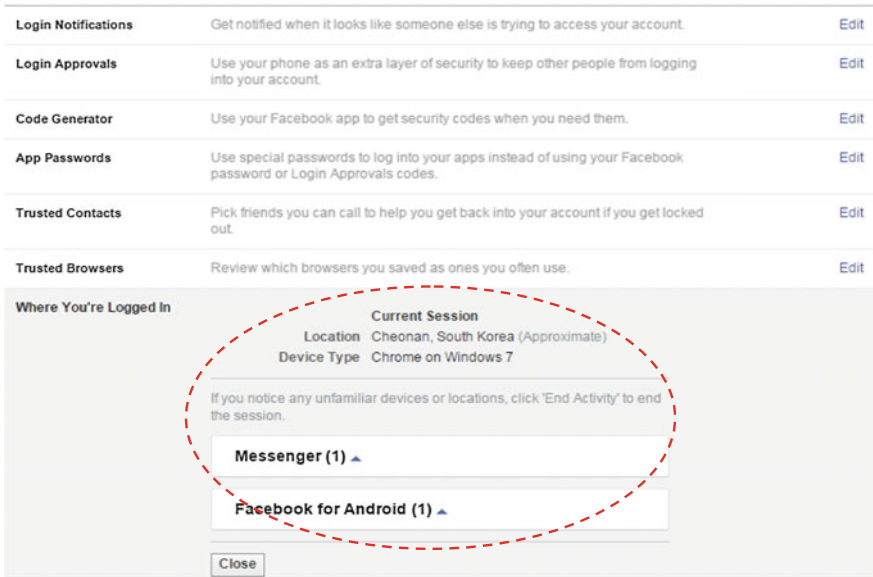 Login Notifications Get notified when it looks like someone else is trying to access your account. Edit
Login Approvals Use your phone as an extra layer of security to keep other people from logging Edit
into your account.
Code Generator Use your Facebook app to get security codes when you need them. Edit
App Passwords Use special passwords to log into your apps instead of using your Facebook Edit
password or Login Approvals codes.
Trusted Contacts Pick friends you can call to help you get back into your account if you get locked Edit
out.
Trusted Browsers Review which browsers you saved as ones you often use. Edit
Where You're Logged In
Current Session
Location Cheonan, South Korea (Approximate)
Device Type Chrome on Windows 7
If you notice any unfamiliar devices or locations, click 'End Activity' to end
the session.
Messenger (1)
Facebook for Android (1)
Close